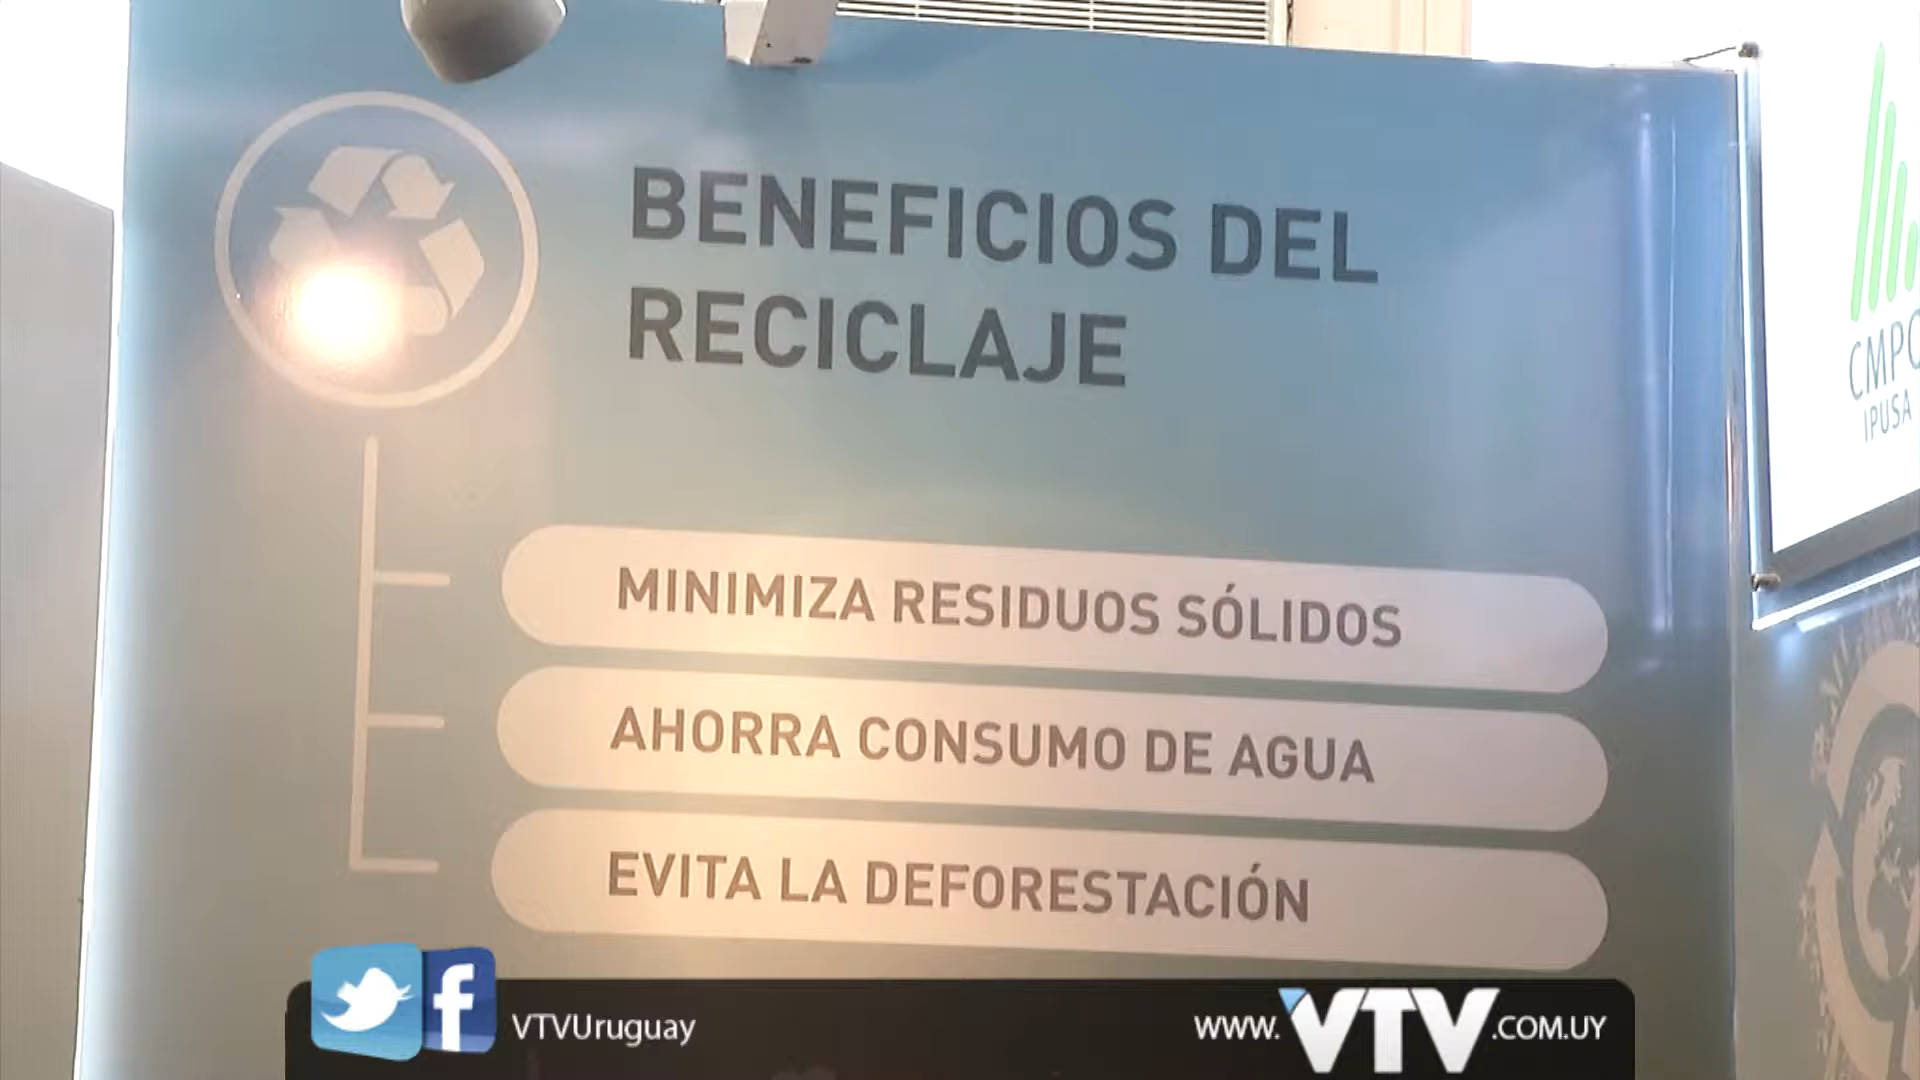 BENEFICIOS DEL
RECICLAJE
MINIMIZA RESIDUOS SÓLIDOS
AHORRA CONSUMO DE AGUA
EVITA LA DEFORESTACIÓN
CMPC
IPUSA
VTVUruguay
www.VTV.COM.UY